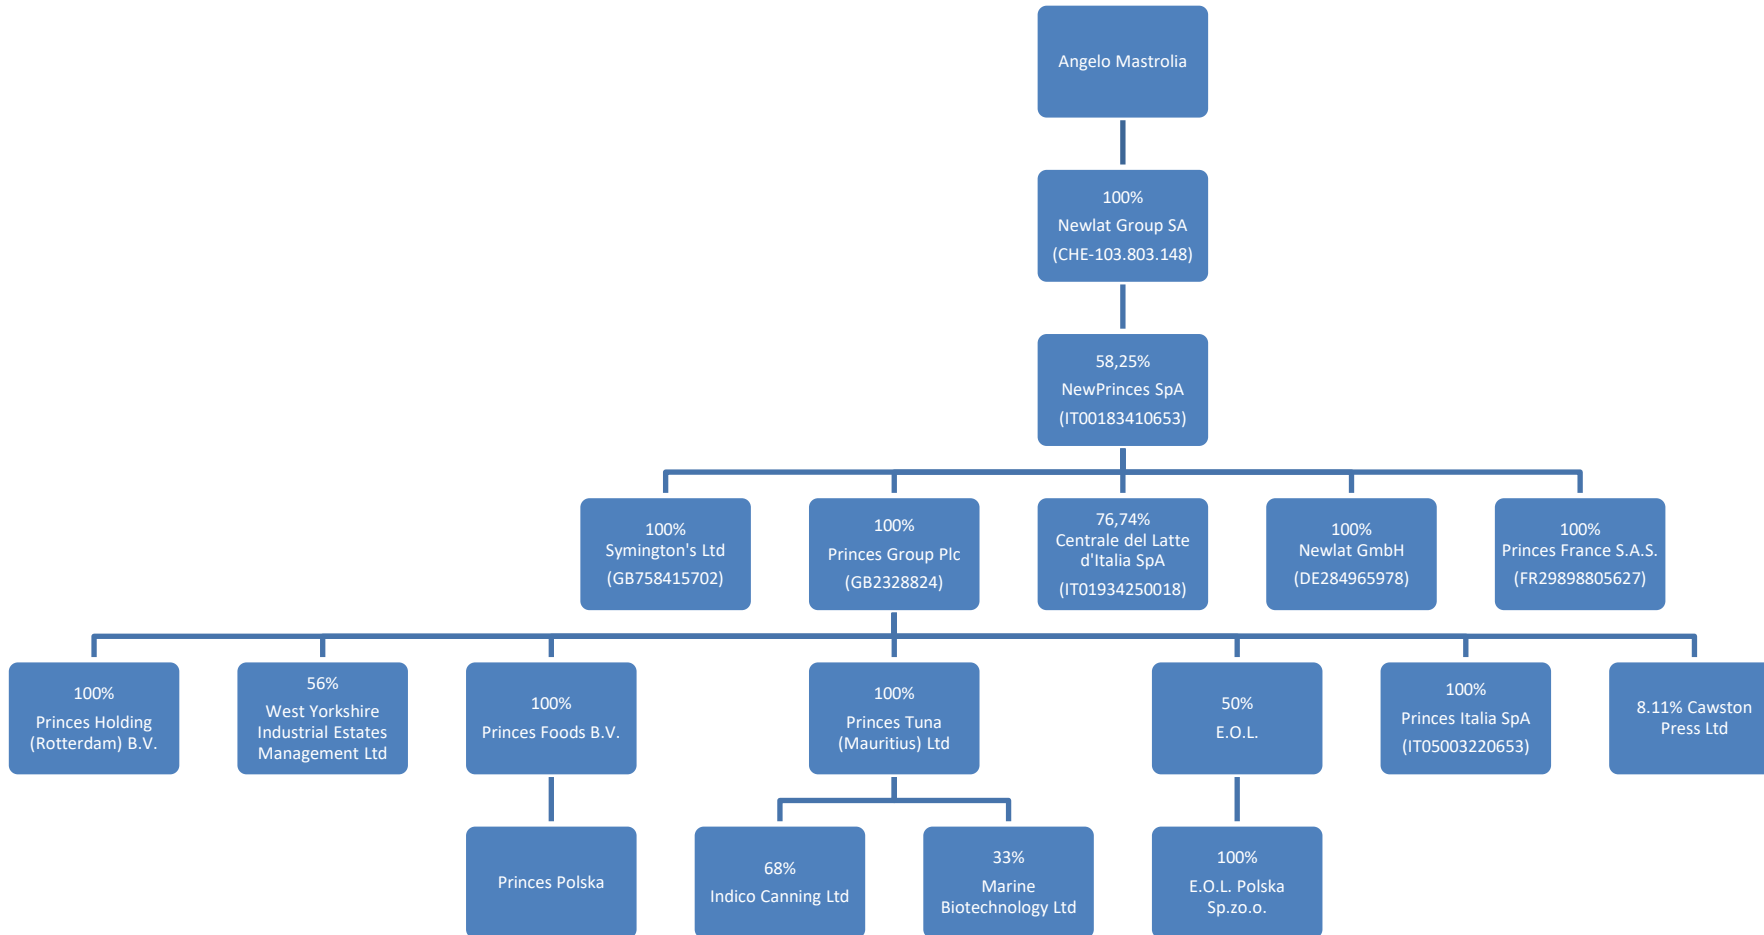 Angelo Mastrolia
100%
Newlat Group SA
(CHE-103.803.148)
58,25%
NewPrinces SpA
(IT00183410653)
100%
Symington's Ltd
(GB758415702)
100%
Princes Group Plc
(GB2328824)
76,74%
Centrale del Latte
d'Italia SpA
(IT01934250018)
100%
Newlat GmbH
(DE284965978)
100%
Princes France S.A.S.
(FR29898805627)
100%
Princes Holding
(Rotterdam) B.V.
56%
West Yorkshire
Industrial Estates
Management Ltd
100%
Princes Foods B.V.
100%
Princes Tuna
(Mauritius) Ltd
50%
E.O.L.
100%
Princes Italia SpA
(IT05003220653)
8.11% Cawston
Press Ltd
Princes Polska
68%
Indico Canning Ltd
33%
Marine
Biotechnology Ltd
100%
E.O.L. Polska
Sp.zo.o.